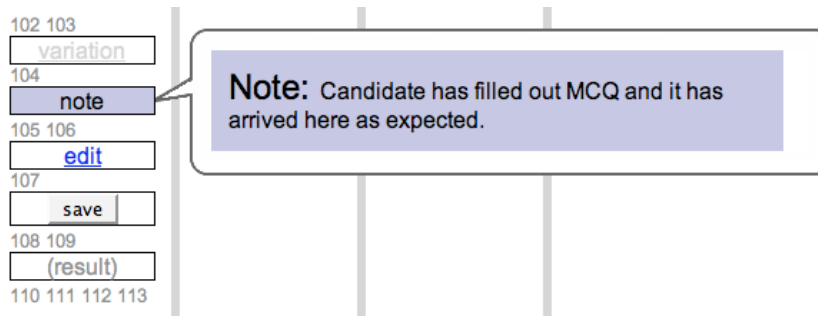 102 103
variation
104
note
105 106
edit
107
save
108 109
(result)
110 111 112 113
Note: Candidate has filled out MCQ and it has
arrived here as expected.